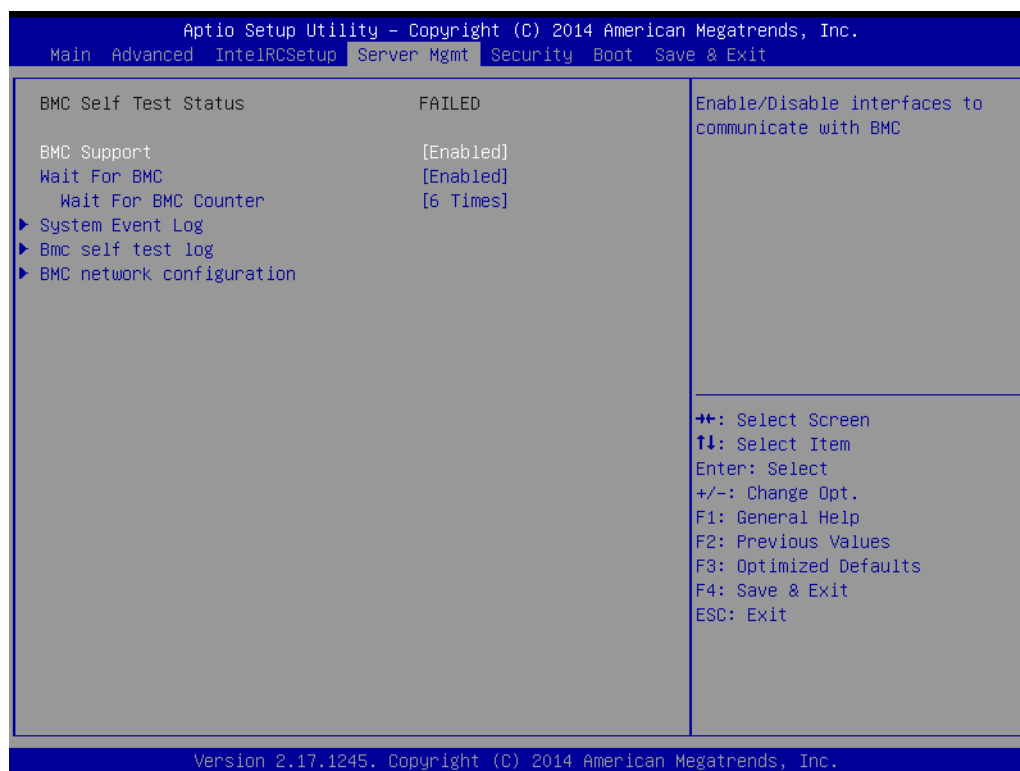 Aptio Setup Utility – Copyright (C) 2014 American Megatrends, Inc.
Main Advanced IntelRCSetup Server Mgmt Security Boot Save & Exit
BMC Self Test Status FAILED
BMC Support [Enabled]
Wait For BMC [Enabled]
Wait For BMC Counter [6 Times]
System Event Log
Bmc self test log
BMC network configuration
Enable/Disable interfaces to
communicate with BMC
→←: Select Screen
↑↓: Select Item
Enter: Select
+/-: Change Opt.
F1: General Help
F2: Previous Values
F3: Optimized Defaults
F4: Save & Exit
ESC: Exit
Version 2.17.1245. Copyright (C) 2014 American Megatrends, Inc.